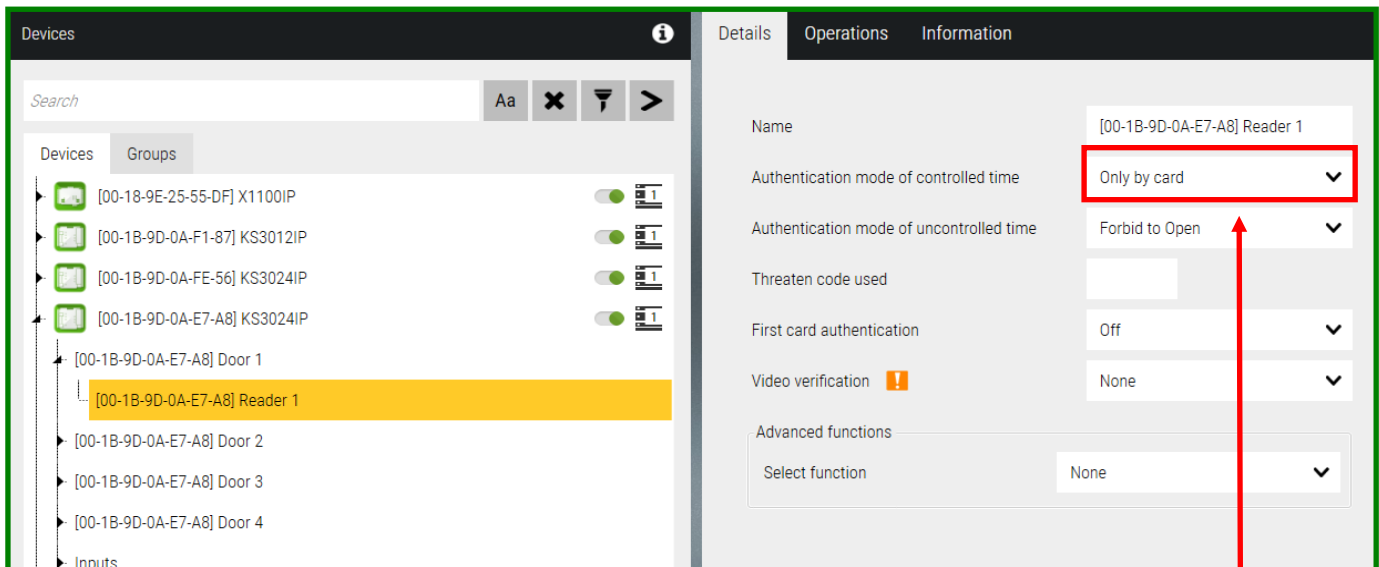 Devices
Search
Aa
Devices Groups
[00-18-9E-25-55-DF] X1100IP 1
[00-1B-9D-0A-F1-87] KS3012IP 1
[00-1B-9D-0A-FE-56] KS3024IP 1
[00-1B-9D-0A-E7-A8] KS3024IP 1
[00-1B-9D-0A-E7-A8] Door 1
[00-1B-9D-0A-E7-A8] Reader 1
[00-1B-9D-0A-E7-A8] Door 2
[00-1B-9D-0A-E7-A8] Door 3
[00-1B-9D-0A-E7-A8] Door 4
Inputs
Details Operations Information
Name [00-1B-9D-0A-E7-A8] Reader 1
Authentication mode of controlled time Only by card
Authentication mode of uncontrolled time Forbid to Open
Threaten code used
First card authentication Off
Video verification None
Advanced functions
Select function None